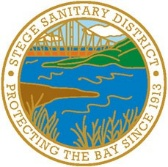 STEGE SANITARY DISTRICT
PROTECTING THE BAY SINCE 1913